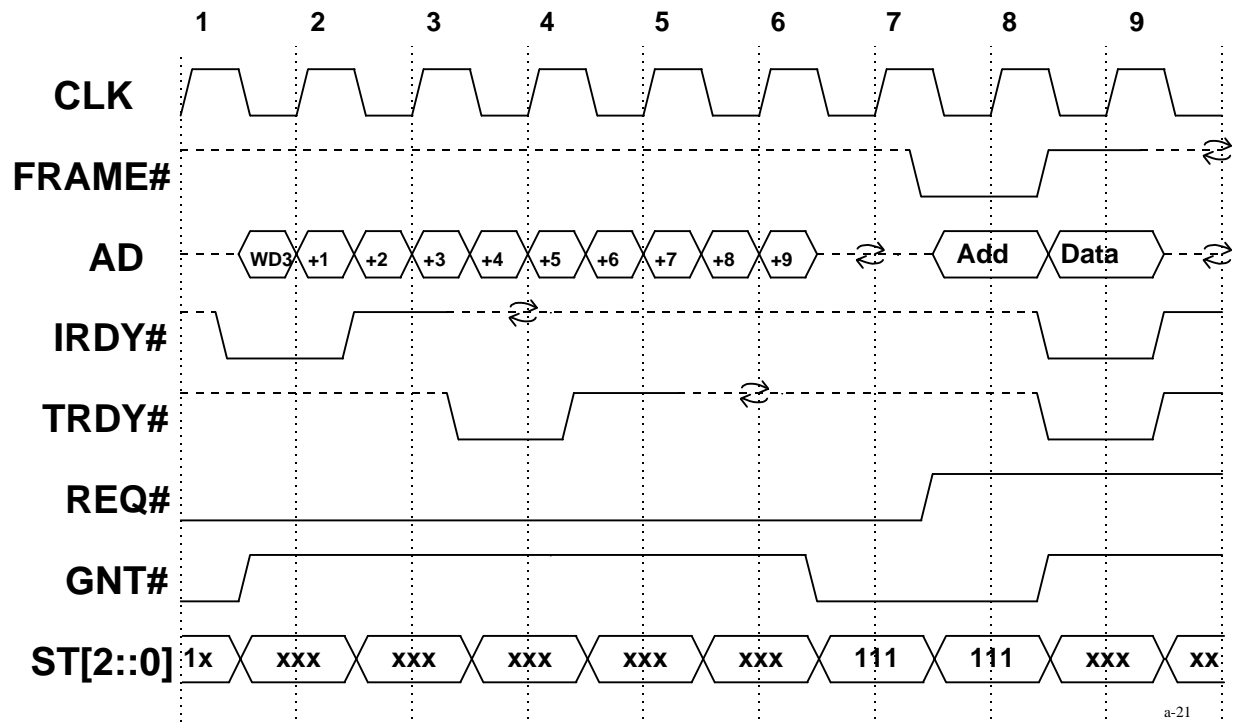 1 2 3 4 5 6 7 8 9
CLK
FRAME#
AD WD3 +1 +2 +3 +4 +5 +6 +7 +8 +9 Add Data
IRDY#
TRDY#
REQ#
GNT#
ST[2::0] 1x xxx xxx xxx xxx xxx 111 111 xxx xx
a-21